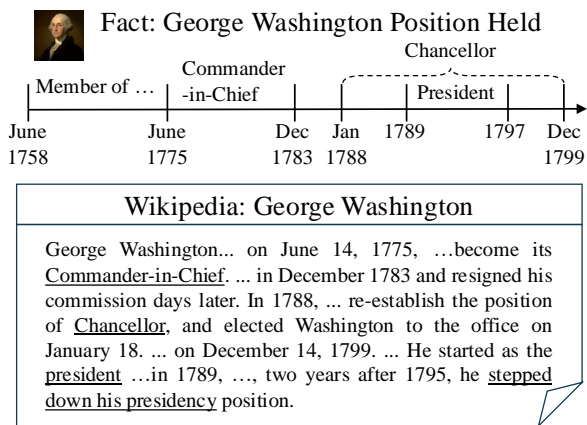 Fact: George Washington Position Held
Chancellor
Member of …
Commander
-in-Chief
President
June
1758
June
1775
Dec
1783
Jan
1788
1789
1797
Dec
1799
Wikipedia: George Washington
George Washington... on June 14, 1775, …become its
Commander-in-Chief. ... in December 1783 and resigned his
commission days later. In 1788, ... re-establish the position
of Chancellor, and elected Washington to the office on
January 18. ... on December 14, 1799. ... He started as the
president …in 1789, …, two years after 1795, he stepped
down his presidency position.